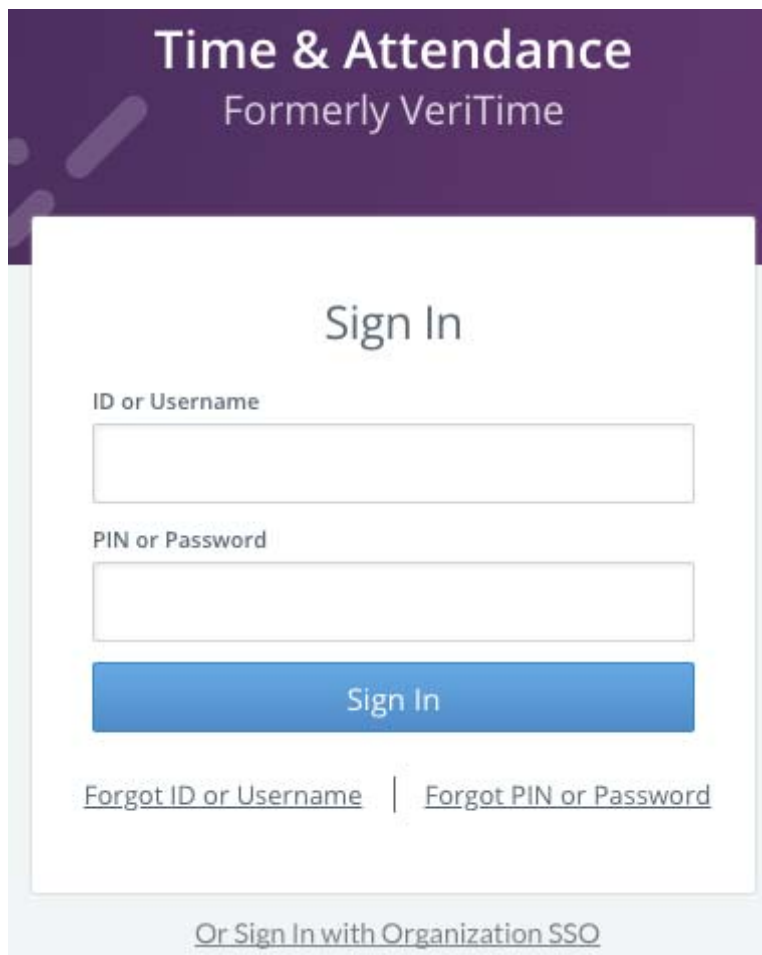 Time & Attendance
Formerly VeriTime
Sign In
ID or Username
PIN or Password
Sign In
Forgot ID or Username | Forgot PIN or Password
Or Sign In with Organization SSO